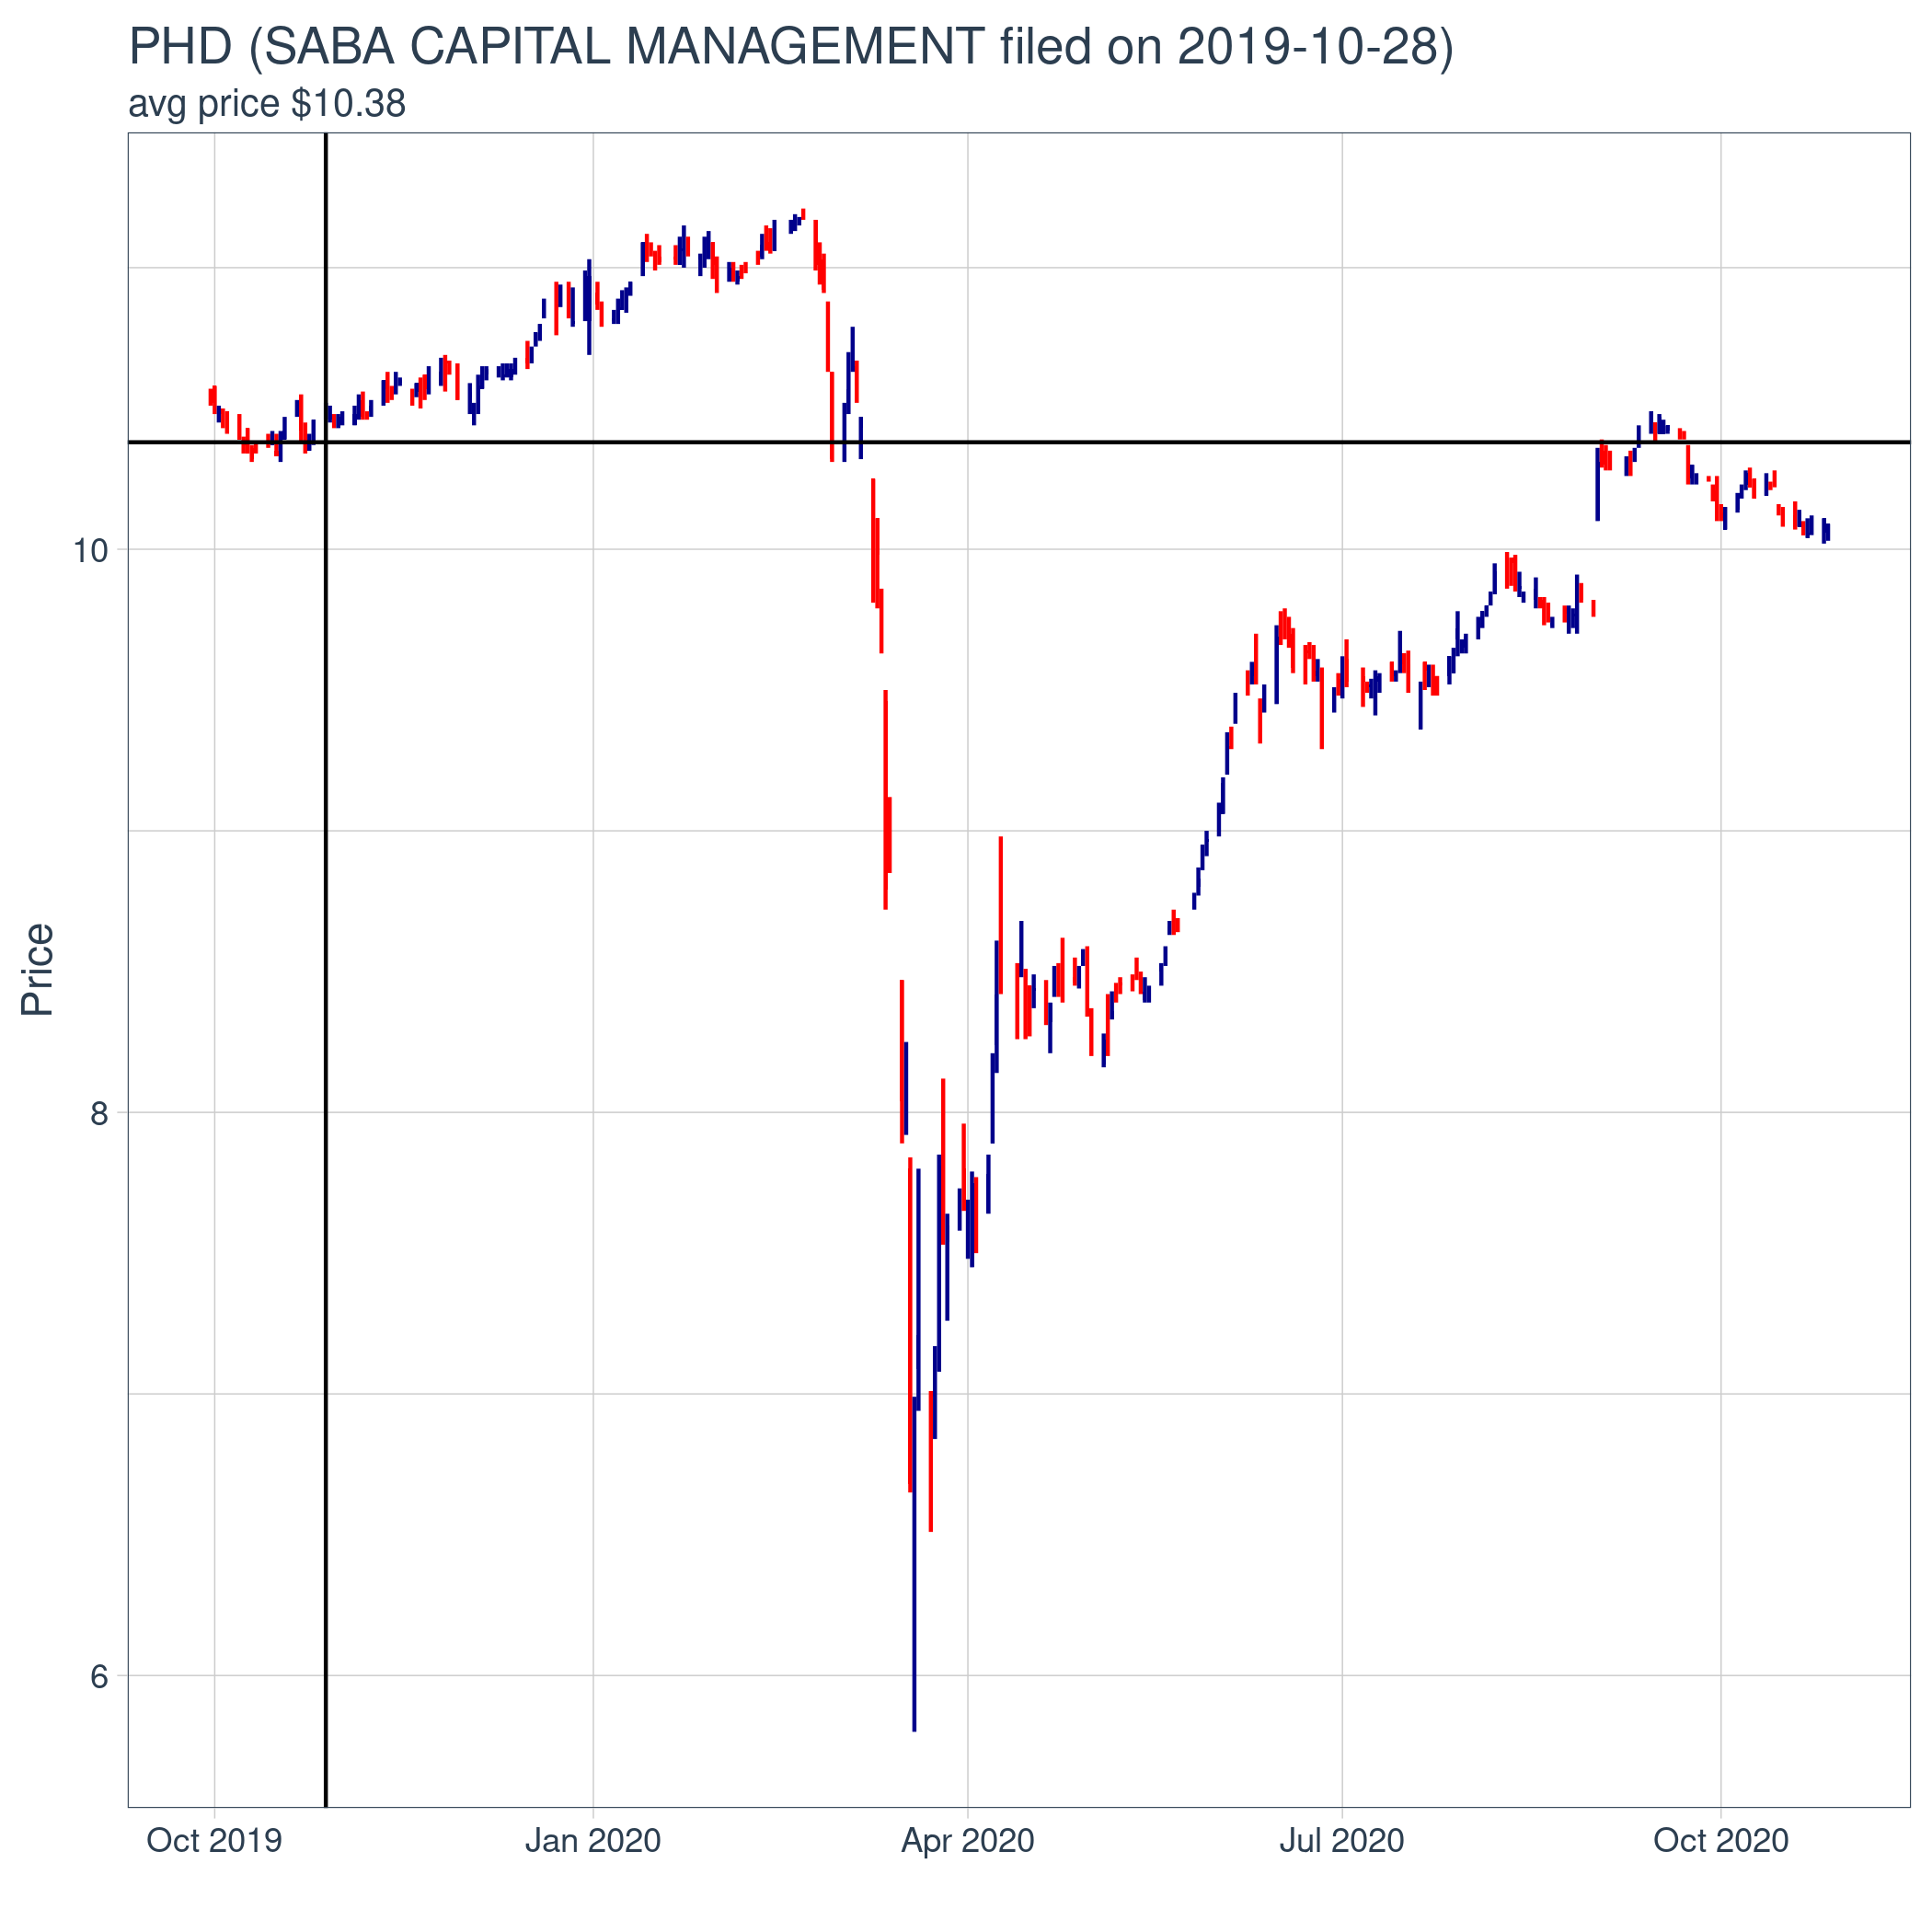 PHD (SABA CAPITAL MANAGEMENT filed on 2019-10-28)
avg price $10.38
10
8
6
Price
Oct 2019
Jan 2020
Apr 2020
Jul 2020
Oct 2020